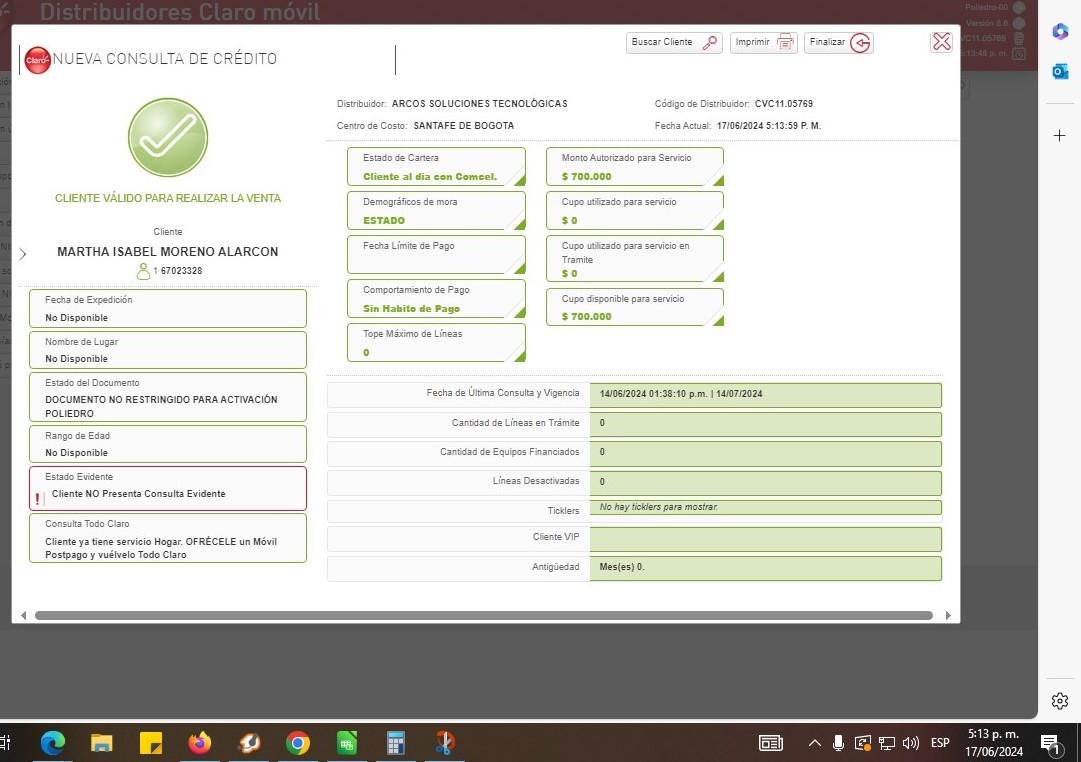 Distribuidores Claro móvil
Poliedro-00
Versión 6.6
CVC11.05769
5:13:48 p. m.
Claro
NUEVA CONSULTA DE CRÉDITO
Buscar Cliente
Imprimir
Finalizar
CLIENTE VÁLIDO PARA REALIZAR LA VENTA
Cliente
MARTHA ISABEL MORENO ALARCON
1 67023328
Fecha de Expedición
No Disponible
Nombre de Lugar
No Disponible
Estado del Documento
DOCUMENTO NO RESTRINGIDO PARA ACTIVACIÓN
POLIEDRO
Rango de Edad
No Disponible
Estado Evidente
! Cliente NO Presenta Consulta Evidente
Consulta Todo Claro
Cliente ya tiene servicio Hogar. OFRÉCELE un Móvil
Postpago y vuélvelo Todo Claro
Distribuidor: ARCOS SOLUCIONES TECNOLÓGICAS
Código de Distribuidor: CVC11.05769
Centro de Costo: SANTAFE DE BOGOTA
Fecha Actual: 17/06/2024 5:13:59 P. M.
Estado de Cartera
Cliente al dia con Comcel.
Demográficos de mora
ESTADO
Fecha Límite de Pago
Comportamiento de Pago
Sin Habito de Pago
Tope Máximo de Líneas
0
Monto Autorizado para Servicio
$ 700.000
Cupo utilizado para servicio
$ 0
Cupo utilizado para servicio en
Tramite
$ 0
Cupo disponible para servicio
$ 700.000
Fecha de Última Consulta y Vigencia 14/06/2024 01:38:10 p.m. | 14/07/2024
Cantidad de Líneas en Trámite 0
Cantidad de Equipos Financiados 0
Líneas Desactivadas 0
Ticklers No hay ticklers para mostrar.
Cliente VIP
Antigüedad Mes(es) 0.
ESP
5:13 p. m.
17/06/2024
1